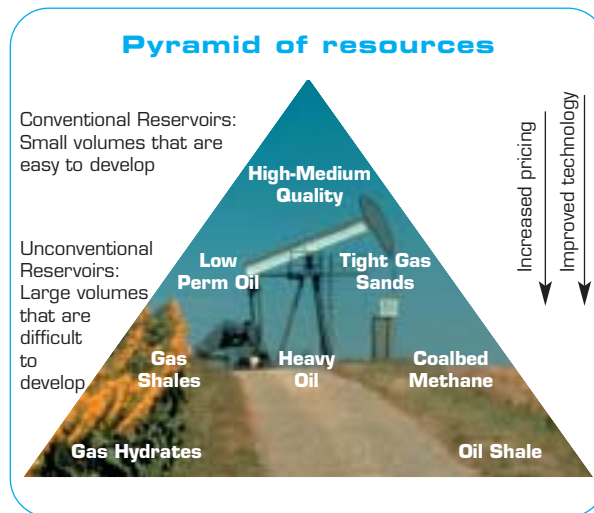 Pyramid of resources
Conventional Reservoirs:
Small volumes that are
easy to develop
High-Medium
Quality
Unconventional
Reservoirs:
Large volumes
that are
difficult
to
develop
Low
Perm Oil
Tight Gas
Sands
Gas
Shales
Heavy
Oil
Coalbed
Methane
Gas Hydrates
Oil Shale
Increased pricing
Improved technology